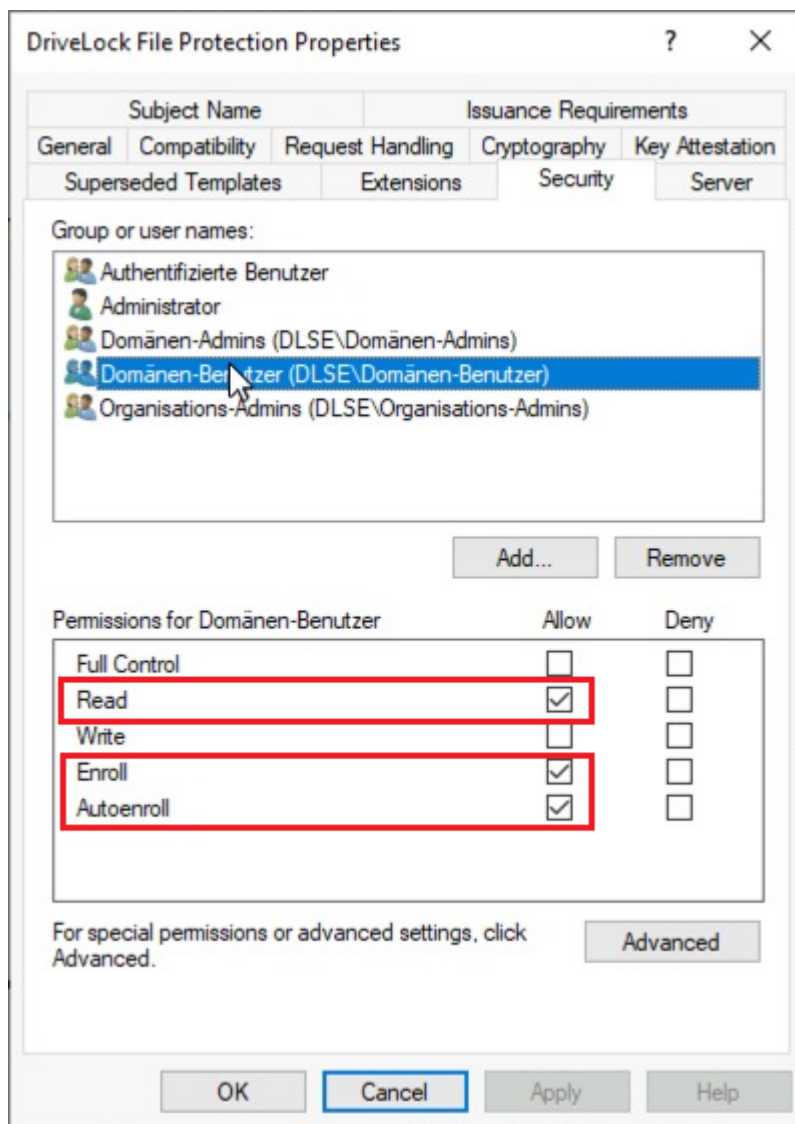 DriveLock File Protection Properties
?
Subject Name
Issuance Requirements
General
Compatibility
Request Handling
Cryptography
Key Attestation
Superseded Templates
Extensions
Security
Server
Group or user names:
Authentifizierte Benutzer
Administrator
Domänen-Admins (DLSE\Domänen-Admins)
Domänen-Benutzer (DLSE\Domänen-Benutzer)
Organisations-Admins (DLSE\Organisations-Admins)
Add...
Remove
Permissions for Domänen-Benutzer
Allow
Deny
Full Control
Read
Write
Enroll
Autoenroll
For special permissions or advanced settings, click
Advanced.
Advanced
OK
Cancel
Apply
Help